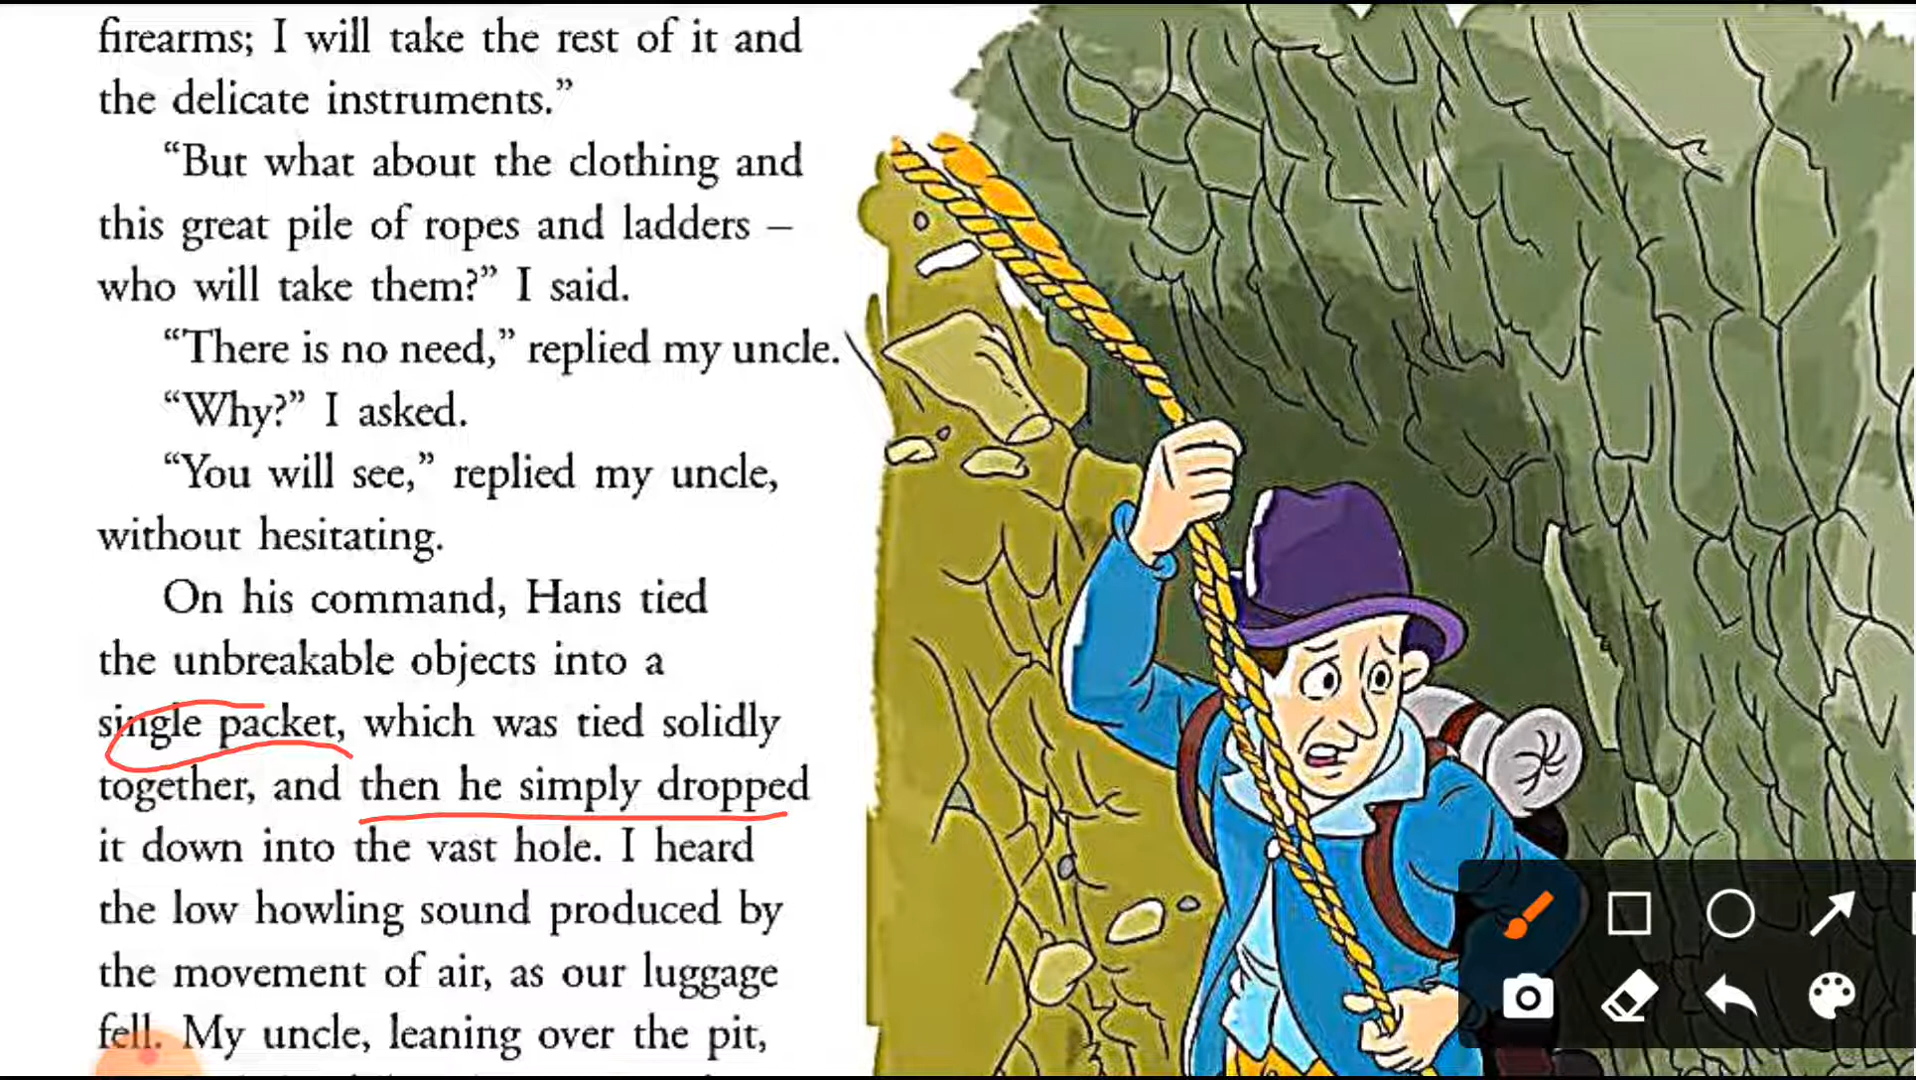 firearms; I will take the rest of it and
the delicate instruments.”
“But what about the clothing and
this great pile of ropes and ladders –
who will take them?” I said.
“There is no need,” replied my uncle.
“Why?” I asked.
“You will see,” replied my uncle,
without hesitating.
On his command, Hans tied
the unbreakable objects into a
single packet, which was tied solidly
together, and then he simply dropped
it down into the vast hole. I heard
the low howling sound produced by
the movement of air, as our luggage
fell. My uncle, leaning over the pit,